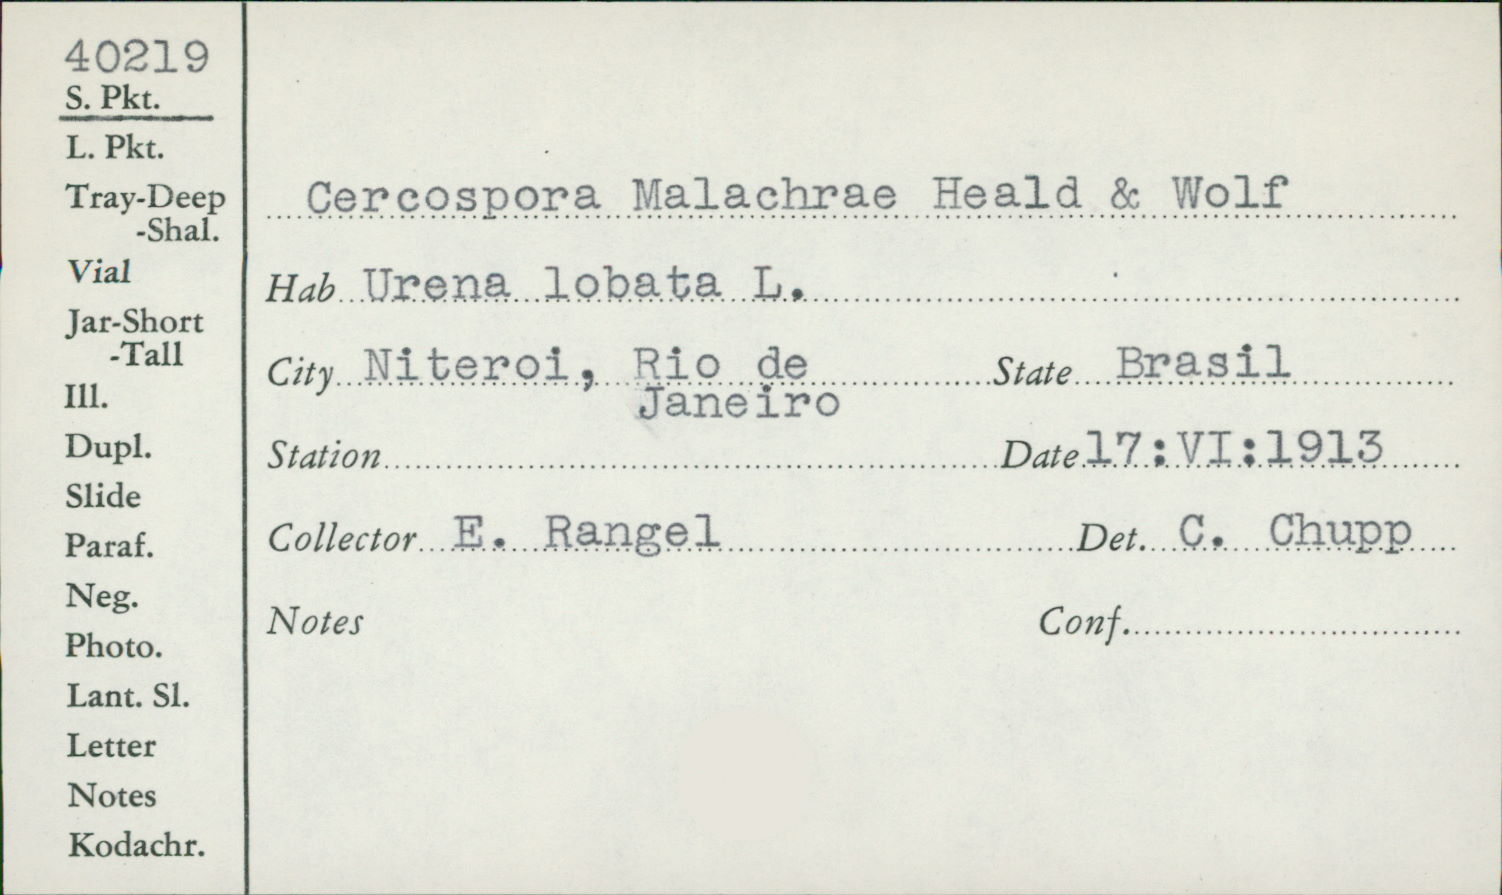 40219
S. Pkt.
L. Pkt.
Tray-Deep
-Shal.
Vial
Jar-Short
-Tall
Ill.
Dupl.
Slide
Paraf.
Neg.
Photo.
Lant. Sl.
Letter
Notes
Kodachr.
Cercospora Malachrae Heald & Wolf
Hab Urena lobata L.
City Niteroi, Rio de State Brasil
Janeiro
Station Date 17:VI:1913
Collector E. Rangel Det. C. Chupp
Notes Conf.